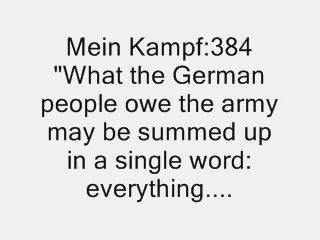 Mein Kampf:384
"What the German
people owe the army
may be summed up
in a single word:
everything....